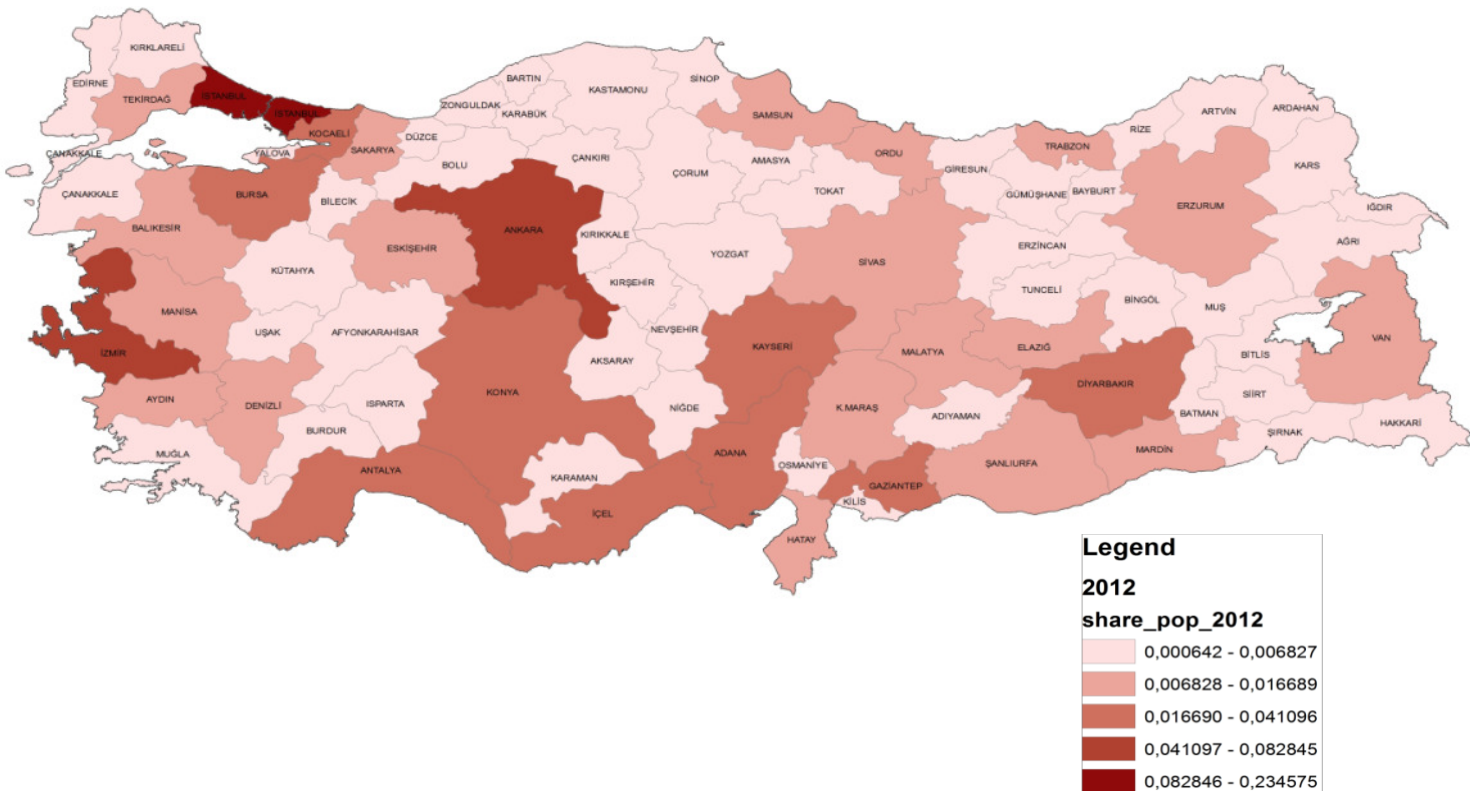 KIRKLARELİ
EDİRNE
TEKİRDAĞ
İSTANBUL
İSTANBUL
KOCAELİ
YALOVA
SAKARYA
DÜZCE
ZONGULDAK
BARTIN
KARABÜK
KASTAMONU
SİNOP
SAMSUN
ORDU
GİRESUN
TRABZON
RİZE
ARTVİN
ARDAHAN
KARS
IĞDIR
AĞRI
ÇANAKKALE
ÇANAKKALE
BALIKESİR
BURSA
BİLECİK
BOLU
ÇANKIRI
ÇORUM
AMASYA
TOKAT
GÜMÜŞHANE
BAYBURT
ERZURUM
ERZİNCAN
ESKİŞEHİR
ANKARA
KIRIKKALE
YOZGAT
SİVAS
TUNCELİ
BİNGÖL
MUŞ
KÜTAHYA
KIRŞEHİR
MANİSA
UŞAK
AFYONKARAHİSAR
NEVŞEHİR
KAYSERİ
MALATYA
ELAZIĞ
BİTLİS
VAN
İZMİR
AKSARAY
DİYARBAKIR
SİİRT
BATMAN
AYDIN
DENİZLİ
ISPARTA
KONYA
NİĞDE
K.MARAŞ
ADIYAMAN
ŞIRNAK
HAKKARİ
MUĞLA
BURDUR
ANTALYA
KARAMAN
ADANA
OSMANİYE
ŞANLIURFA
MARDİN
İÇEL
GAZİANTEP
KİLİS
HATAY
Legend
2012
share_pop_2012
0,000642 - 0,006827
0,006828 - 0,016689
0,016690 - 0,041096
0,041097 - 0,082845
0,082846 - 0,234575